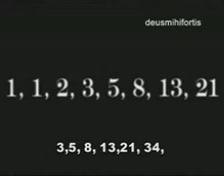 deusmihifortis
1, 1, 2, 3, 5, 8, 13, 21
3,5, 8, 13,21, 34,